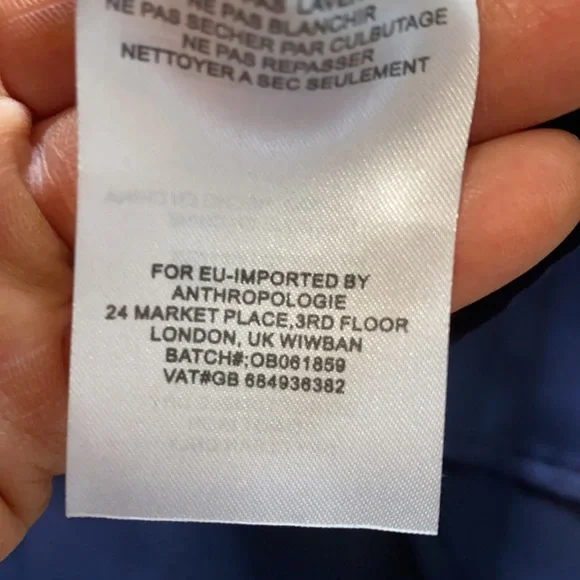 NE PAS BLANCHIR
NE PAS SECHER PAR CULBUTAGE
NE PAS REPASSER
NETTOYER A SEC SEULEMENT
FOR EU-IMPORTED BY
ANTHROPOLOGIE
24 MARKET PLACE,3RD FLOOR
LONDON, UK WIWBAN
BATCH#;OB061859
VAT#GB 684936382